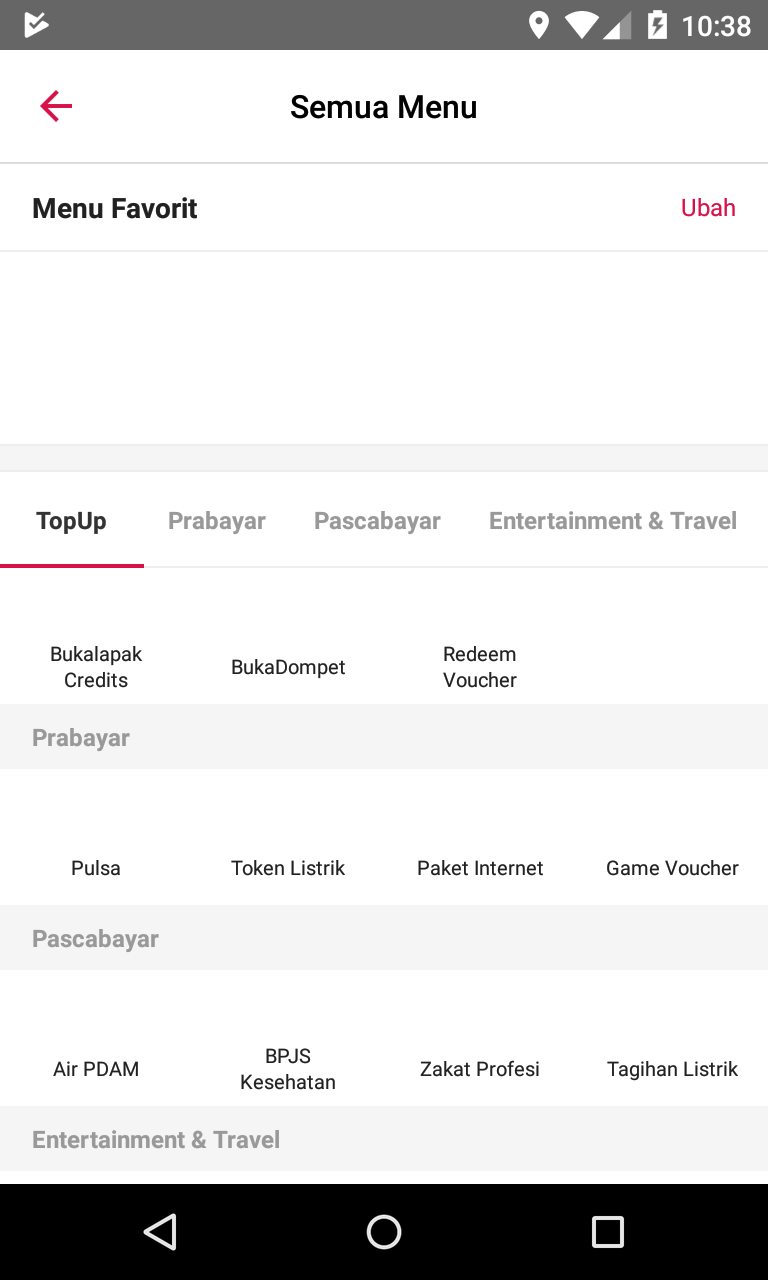 10:38
Semua Menu
Menu Favorit
Ubah
TopUp
Prabayar
Pascabayar
Entertainment & Travel
Bukalapak
Credits
BukaDompet
Redeem
Voucher
Prabayar
Pulsa
Token Listrik
Paket Internet
Game Voucher
Pascabayar
Air PDAM
BPJS
Kesehatan
Zakat Profesi
Tagihan Listrik
Entertainment & Travel